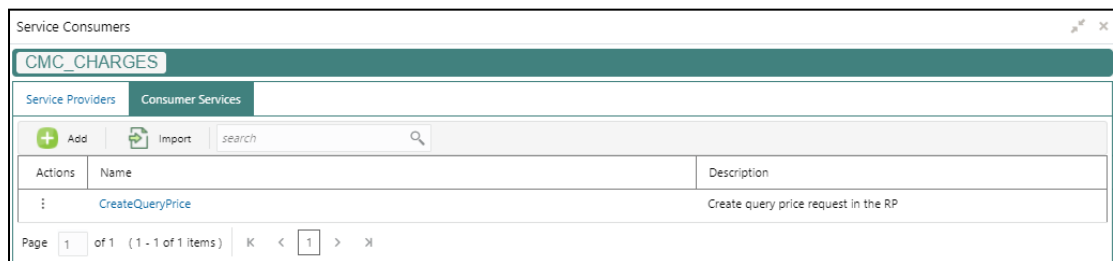 Service Consumers
CMC_CHARGES
Service Providers Consumer Services
Add Import search
Actions Name Description
CreateQueryPrice Create query price request in the RP
Page 1 of 1 (1 - 1 of 1 items) K < 1 > >|